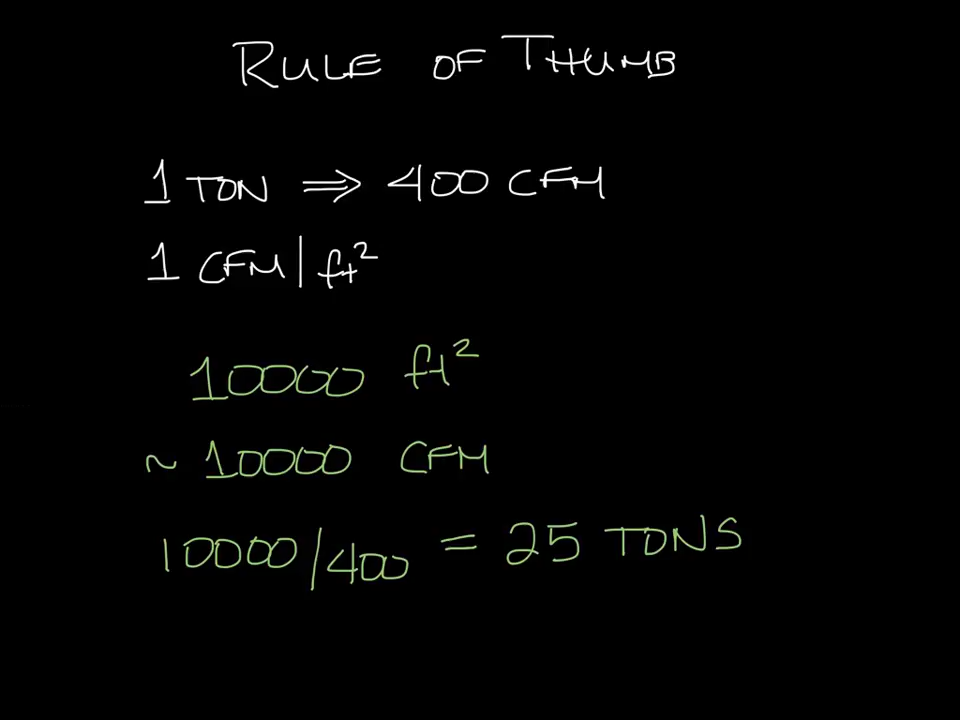 RULE OF THUMB
1 TON ⇒ 400 CFM
1 CFM/ft²
10000 ft²
~ 10000 CFM
10000/400 = 25 TONS